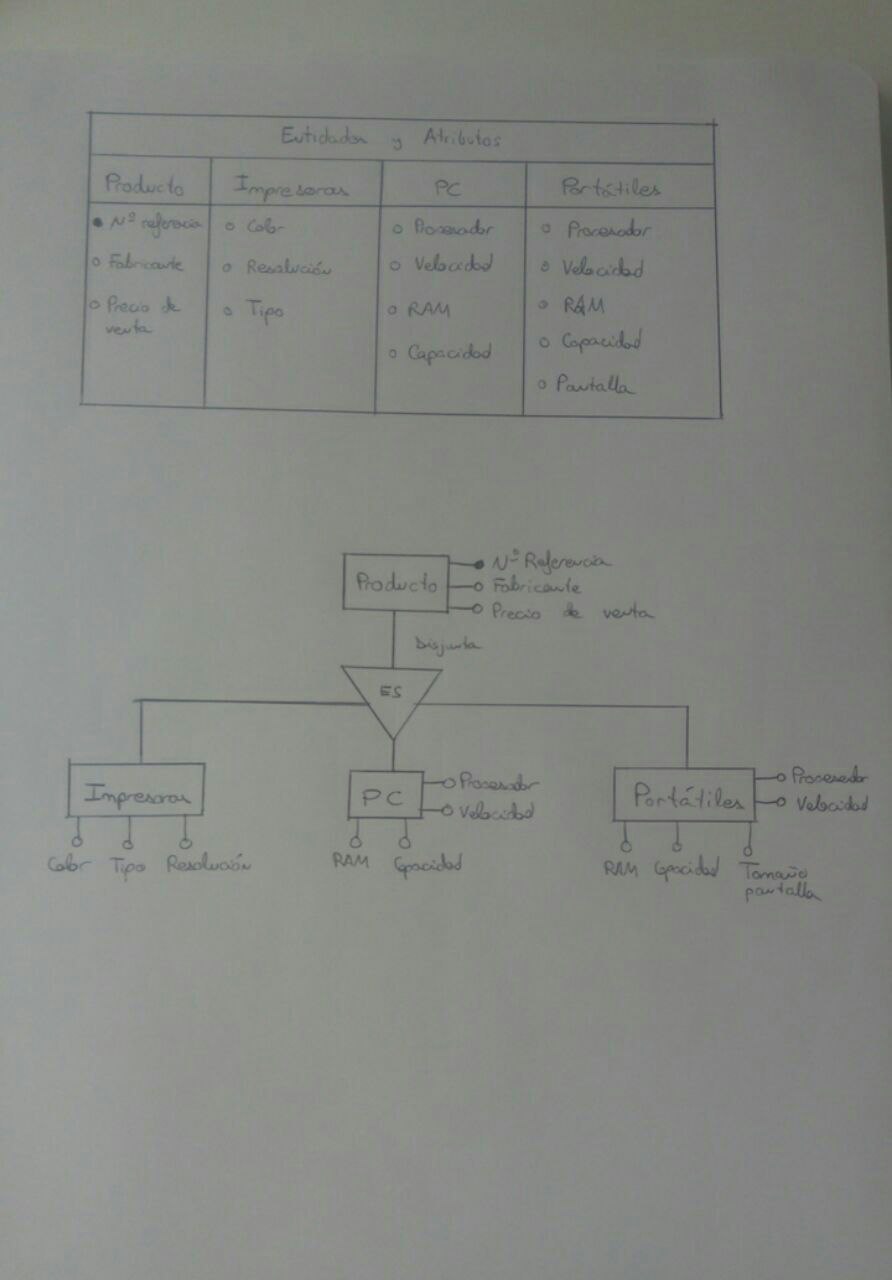 Entidades y Atributos
Producto Impresoras PC Portátiles
Nº referencia Color Procesador Procesador
Fabricante Resolución Velocidad Velocidad
Precio de venta Tipo RAM RAM
Capacidad Capacidad
Pantalla
Producto
Nº Referencia
Fabricante
Precio de venta
Disjunta
ES
Impresoras
Color Tipo Resolución
PC
Procesador
Velocidad
RAM Capacidad
Portátiles
Procesador
Velocidad
RAM Capacidad Tamaño
pantalla